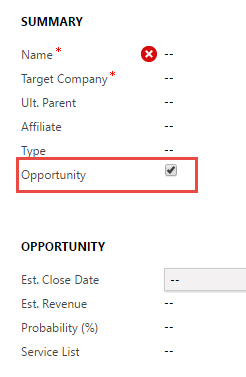 SUMMARY
Name * --
Target Company * --
Ult. Parent --
Affiliate --
Type --
Opportunity
OPPORTUNITY
Est. Close Date --
Est. Revenue --
Probability (%) --
Service List --